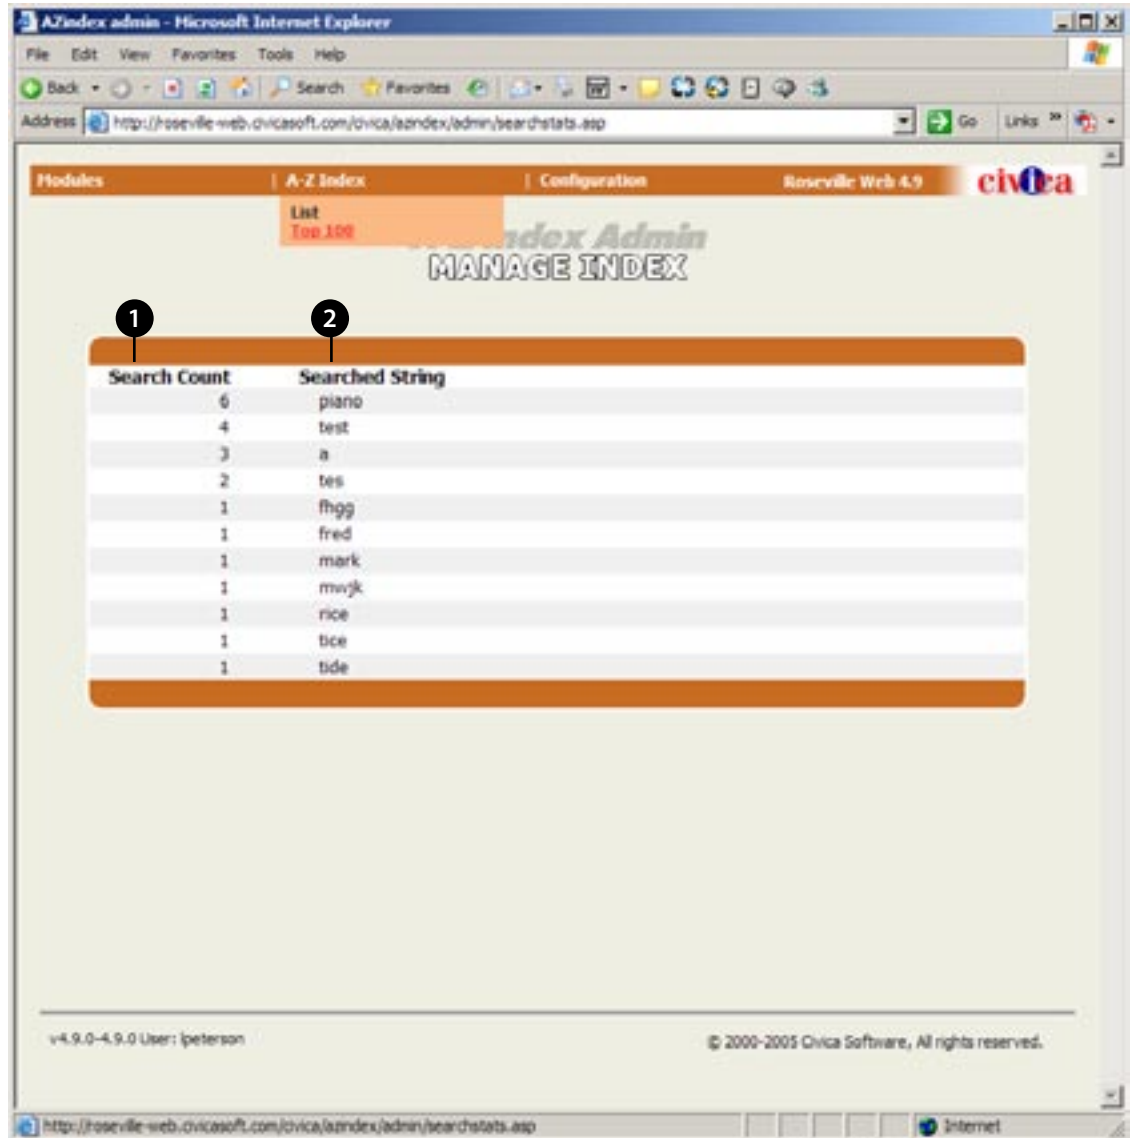 AZindex admin - Microsoft Internet Explorer
File Edit View Favorites Tools Help
Back Search Favorites
Address http://roseville-web.civicasoft.com/civica/azindex/admin/searchstats.asp Go Links »
Modules | A-Z Index | Configuration Roseville Web 4.9 civica
List
Top 100
ndex Admin
MANAGE INDEX
1 2
Search Count Searched String
6 piano
4 test
3 a
2 tes
1 fhgg
1 fred
1 mark
1 mwjk
1 rice
1 tice
1 tide
v4.9.0-4.9.0 User: lpeterson © 2000-2005 Civica Software, All rights reserved.
http://roseville-web.civicasoft.com/civica/azindex/admin/searchstats.asp Internet